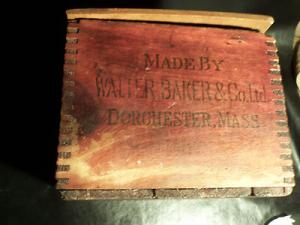 MADE BY
WALTER BAKER & Co. Ltd.
DORCHESTER, MASS.